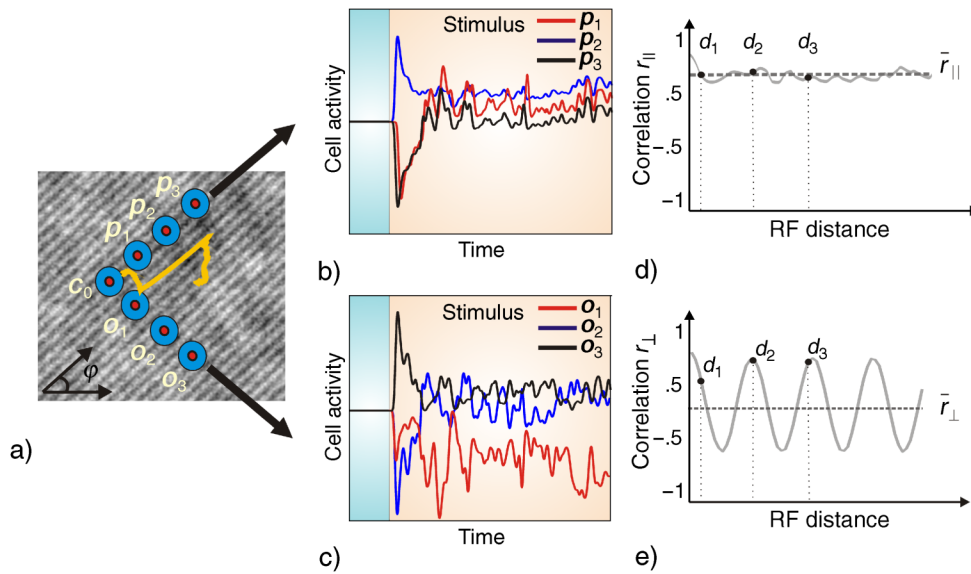 p3
p2
p1
c0
o1
o2
o3
φ
a)
Stimulus
p1
p2
p3
Cell activity
Time
b)
Stimulus
o1
o2
o3
Cell activity
Time
c)
Correlation r||
1
.5
-.5
-1
d1
d2
d3
r̄||
RF distance
d)
Correlation r⊥
1
.5
-.5
-1
d1
d2
d3
r̄⊥
RF distance
e)